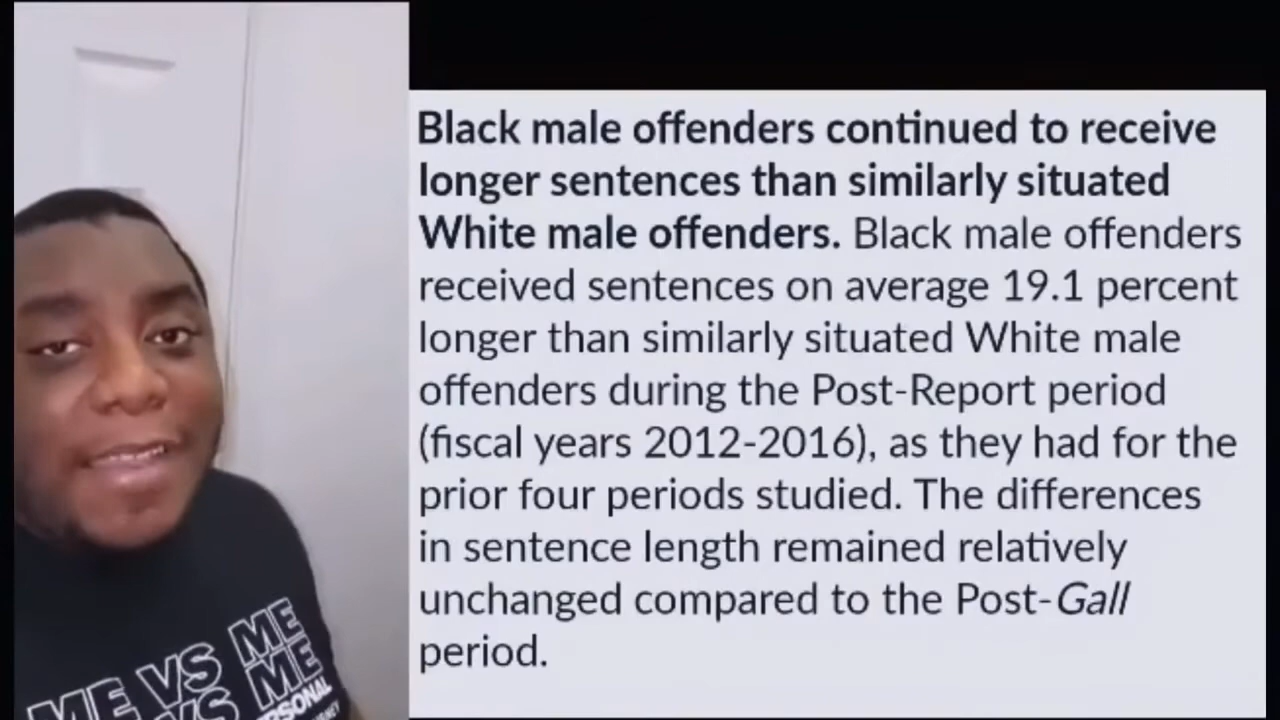 Black male offenders continued to receive
longer sentences than similarly situated
White male offenders. Black male offenders
received sentences on average 19.1 percent
longer than similarly situated White male
offenders during the Post-Report period
(fiscal years 2012-2016), as they had for the
prior four periods studied. The differences
in sentence length remained relatively
unchanged compared to the Post-Gall
period.
ME VS ME
VS ME